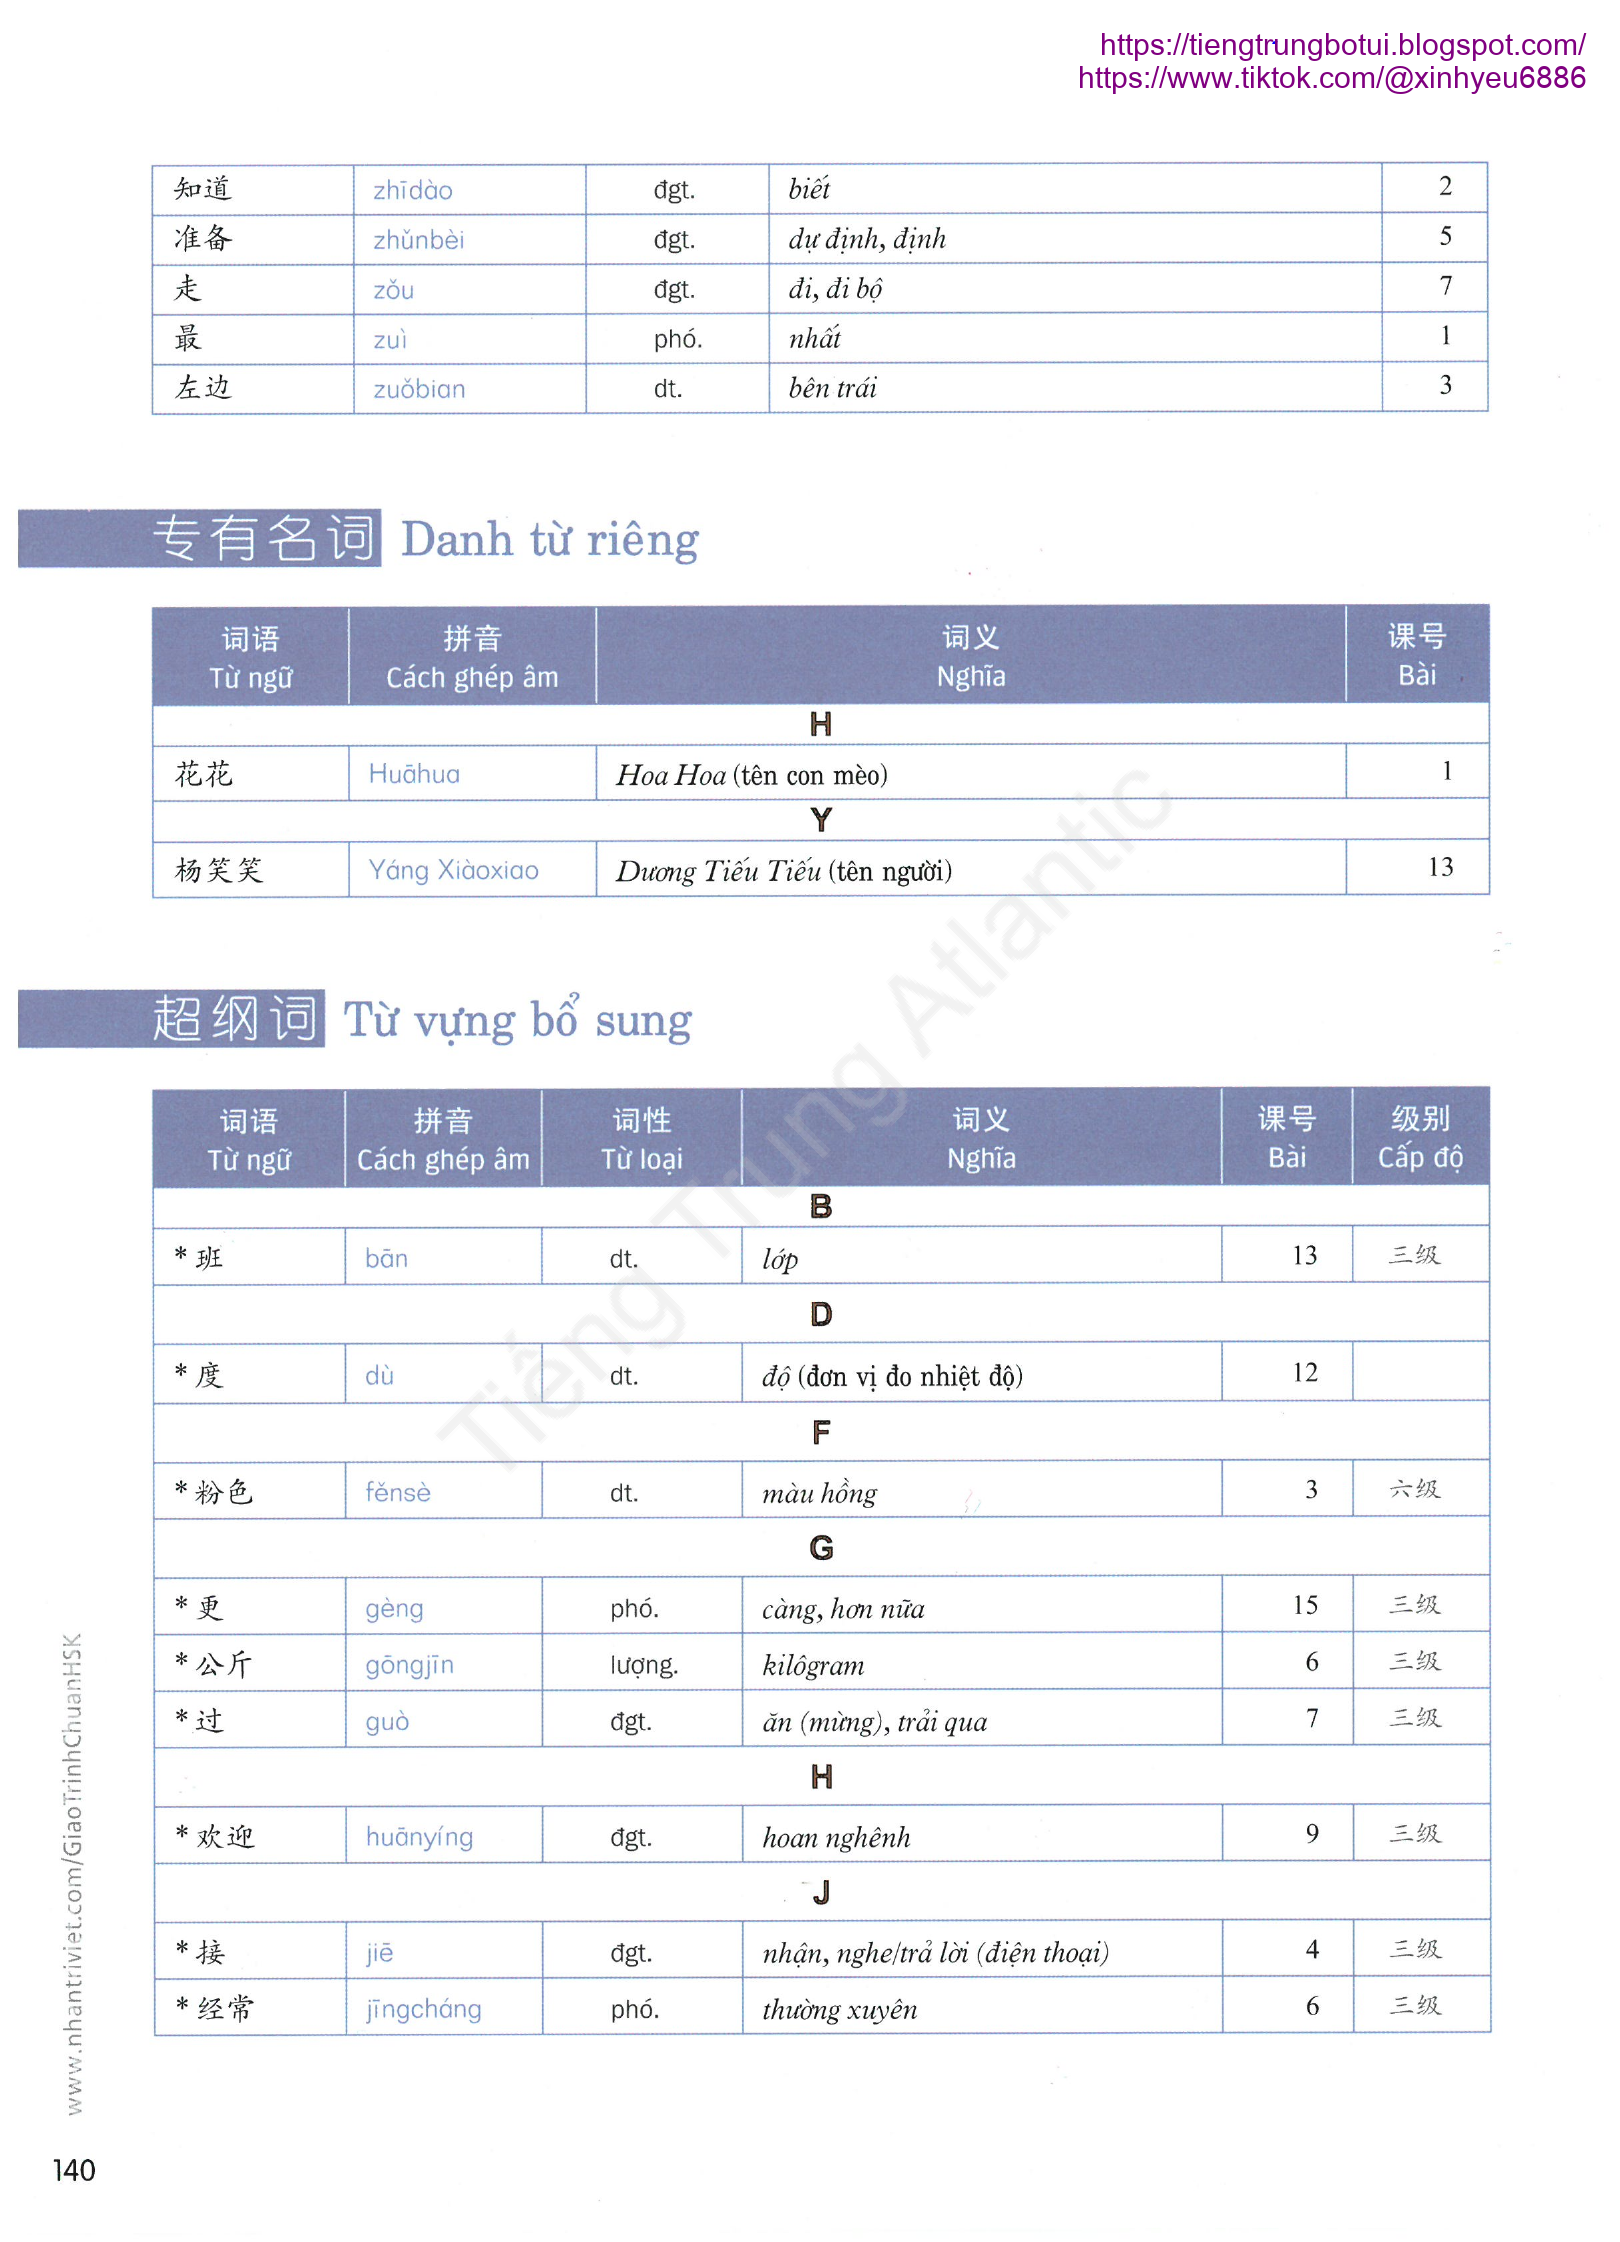 https://tiengtrungbotui.blogspot.com/
https://www.tiktok.com/@xinhyeu6886
知道 zhīdào đgt. biết 2
准备 zhǔnbèi đgt. dự định, định 5
走 zǒu đgt. đi, đi bộ 7
最 zuì phó. nhất 1
左边 zuǒbian dt. bên trái 3
专有名词 Danh từ riêng
词语 拼音 词义 课号
Từ ngữ Cách ghép âm Nghĩa Bài
H
花花 Huāhua Hoa Hoa (tên con mèo) 1
Y
杨笑笑 Yáng Xiàoxiao Dương Tiếu Tiếu (tên người) 13
超纲词 Từ vựng bổ sung
词语 拼音 词性 词义 课号 级别
Từ ngữ Cách ghép âm Từ loại Nghĩa Bài Cấp độ
B
* 班 bān dt. lớp 13 三级
D
* 度 dù dt. độ (đơn vị đo nhiệt độ) 12
F
* 粉色 fěnsè dt. màu hồng 3 六级
G
* 更 gèng phó. càng, hơn nữa 15 三级
* 公斤 gōngjīn lượng. kilôgram 6 三级
* 过 guò đgt. ăn (mừng), trải qua 7 三级
H
* 欢迎 huānyíng đgt. hoan nghênh 9 三级
J
* 接 jiē đgt. nhận, nghe/trả lời (điện thoại) 4 三级
* 经常 jīngcháng phó. thường xuyên 6 三级
Tiếng Trung Atlantic
www.nhantriviet.com/GiaoTrinhChuanHSK
140